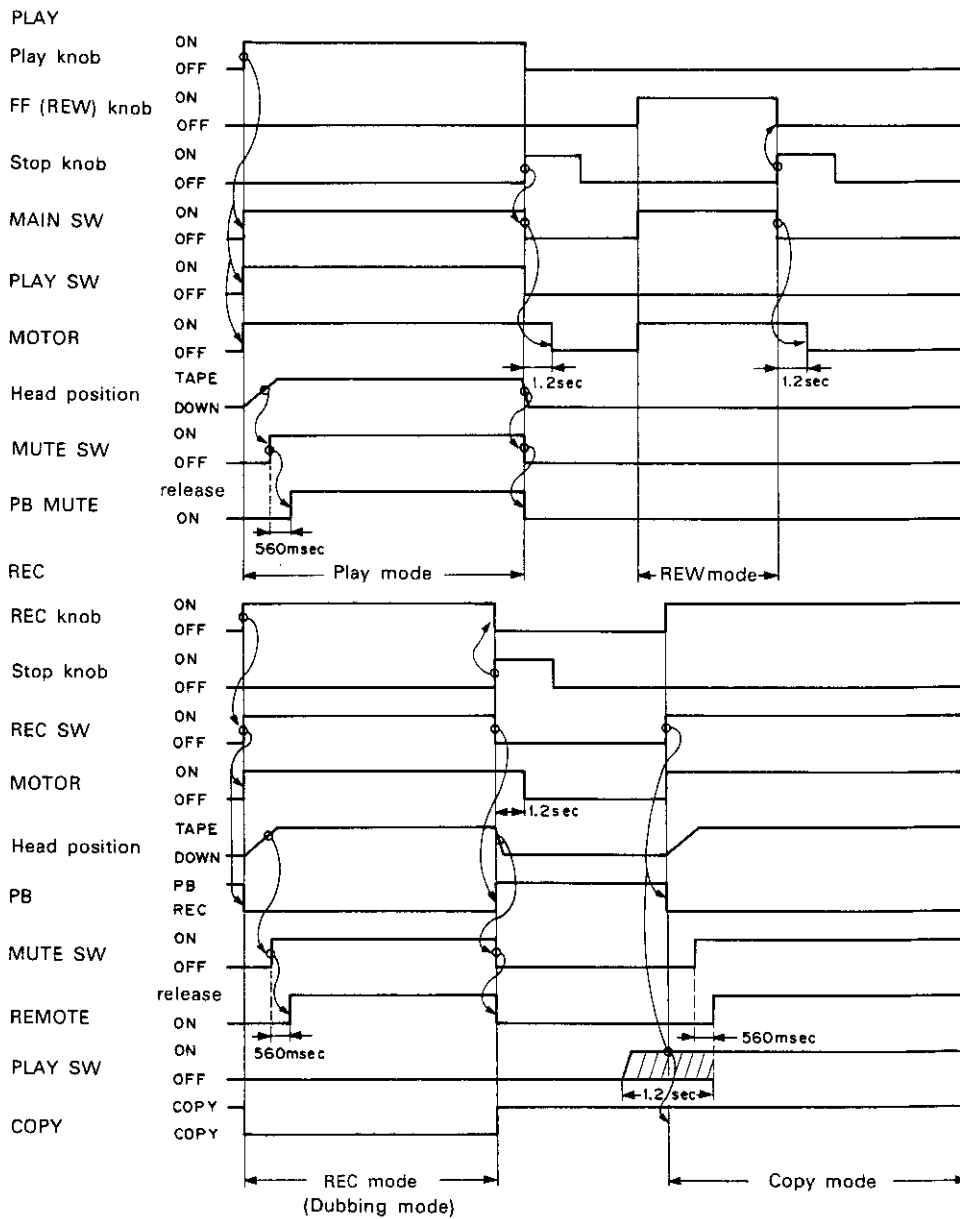 PLAY
Play knob ON
OFF
FF (REW) knob ON
OFF
Stop knob ON
OFF
MAIN SW ON
OFF
PLAY SW ON
OFF
MOTOR ON
OFF
1.2sec 1.2sec
Head position TAPE
DOWN
MUTE SW ON
OFF
PB MUTE release
ON
560msec
Play mode REW mode
REC
REC knob ON
OFF
Stop knob ON
OFF
REC SW ON
OFF
MOTOR ON
OFF
1.2sec
Head position TAPE
DOWN
PB PB
REC
MUTE SW ON
OFF
REMOTE release
ON
560msec 560msec
PLAY SW ON
OFF
1.2 sec
COPY COPY
COPY
REC mode Copy mode
(Dubbing mode)